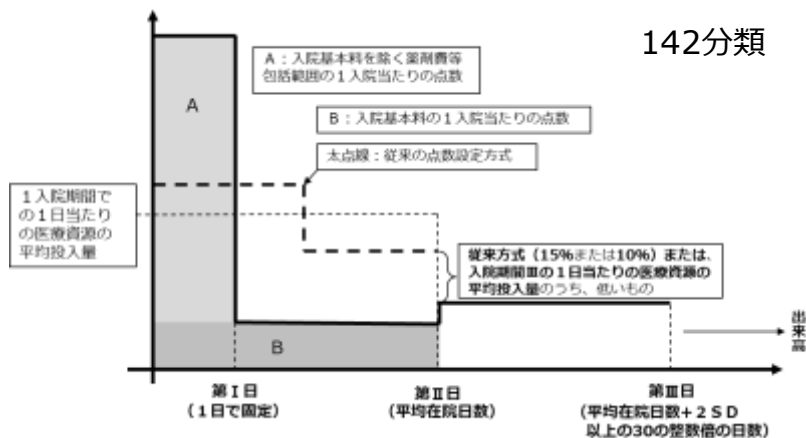 142分類
A：入院基本料を除く薬剤費等
包括範囲の１入院当たりの点数
A
B：入院基本料の１入院当たりの点数
太点線：従来の点数設定方式
１入院期間で
の１日当たり
の医療資源の
平均投入量
従来方式（15%または10%）または、
入院期間Ⅲの１日当たりの医療資源の
平均投入量のうち、低いもの
出来高
B
第Ⅰ日
（１日で固定）
第Ⅱ日
（平均在院日数）
第Ⅲ日
（平均在院日数＋２ＳＤ
以上の30の整数倍の日数）